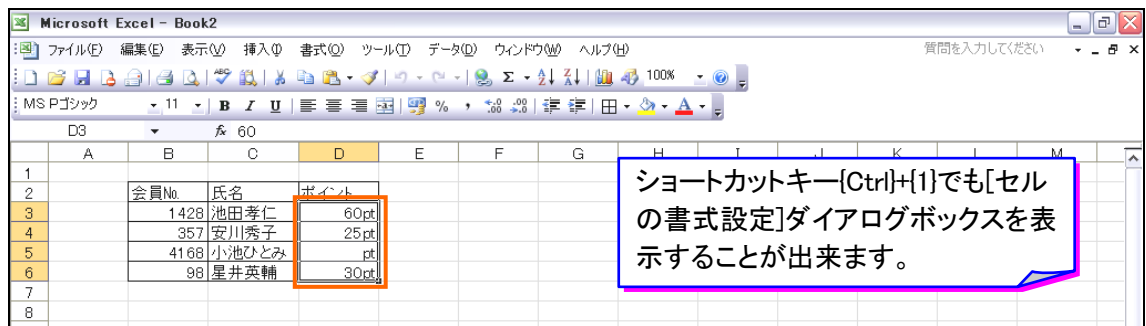 Microsoft Excel - Book2
ファイル(F) 編集(E) 表示(V) 挿入(I) 書式(O) ツール(T) データ(D) ウィンドウ(W) ヘルプ(H) 質問を入力してください
100%
MS Pゴシック 11 B I U
D3 fx 60
A B C D E F G H I J K L M
1
2 会員No. 氏名 ポイント
3 1428 池田孝仁 60pt
4 357 安川秀子 25pt
5 4168 小池ひとみ pt
6 98 星井英輔 30pt
7
8
ショートカットキー{Ctrl}+{1}でも[セル
の書式設定]ダイアログボックスを表
示することが出来ます。